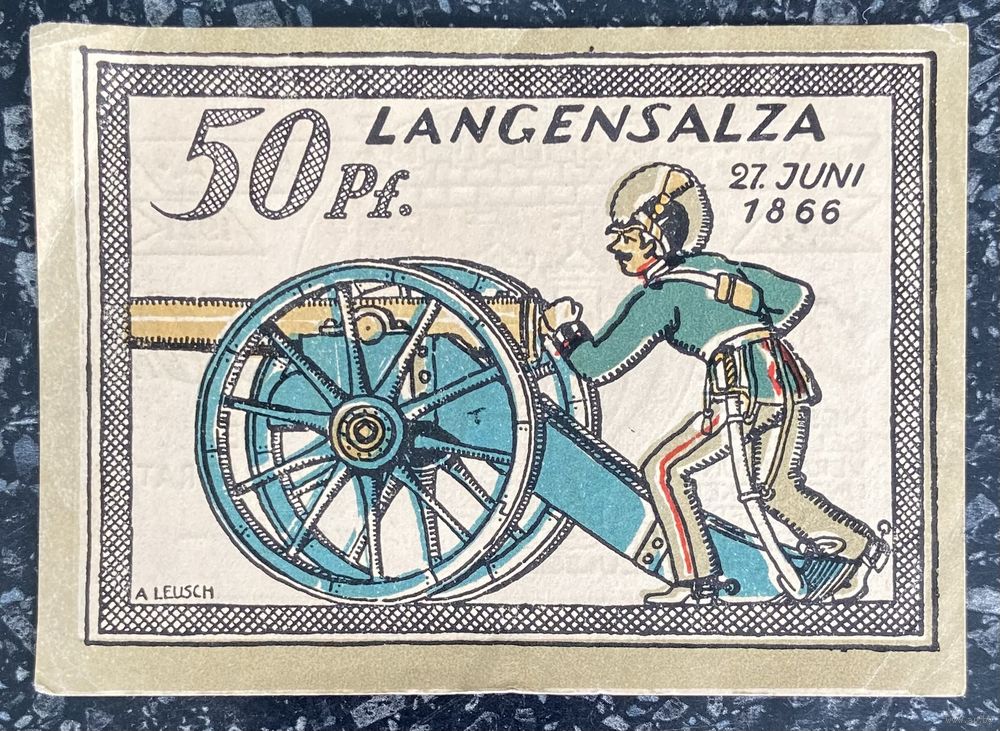 50 Pf.
LANGENSALZA
27. JUNI
1866
A LEUSCH